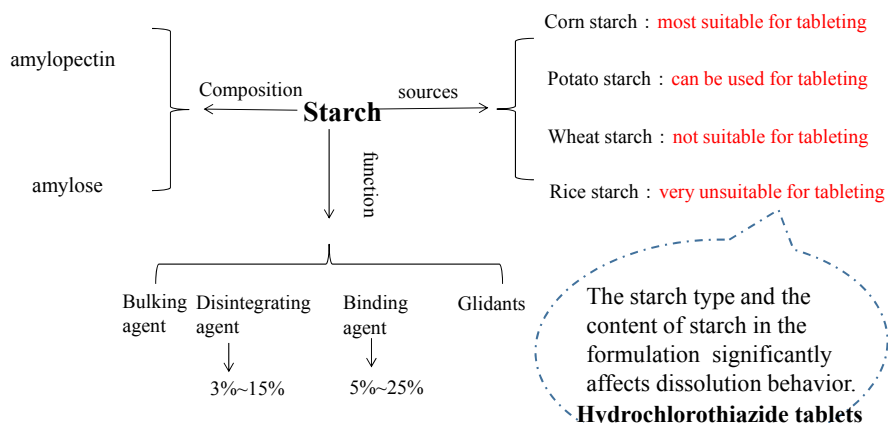 amylopectin
amylose
Composition
Starch
sources
function
Corn starch：most suitable for tableting
Potato starch：can be used for tableting
Wheat starch：not suitable for tableting
Rice starch：very unsuitable for tableting
Bulking
agent
Disintegrating
agent
Binding
agent
Glidants
3%~15%
5%~25%
The starch type and the
content of starch in the
formulation significantly
affects dissolution behavior.
Hydrochlorothiazide tablets